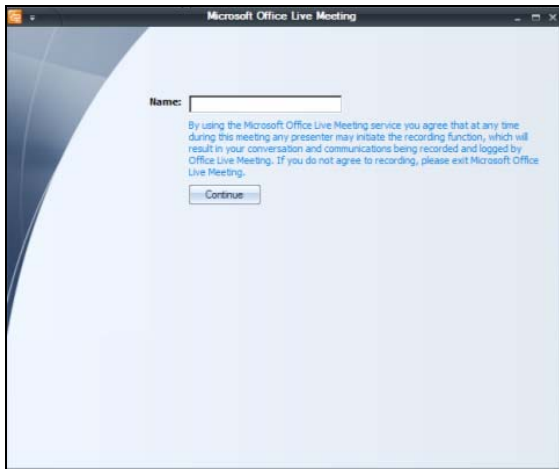 Microsoft Office Live Meeting
Name:
By using the Microsoft Office Live Meeting service you agree that at any time
during this meeting any presenter may initiate the recording function, which will
result in your conversation and communications being recorded and logged by
Office Live Meeting. If you do not agree to recording, please exit Microsoft Office
Live Meeting.
Continue